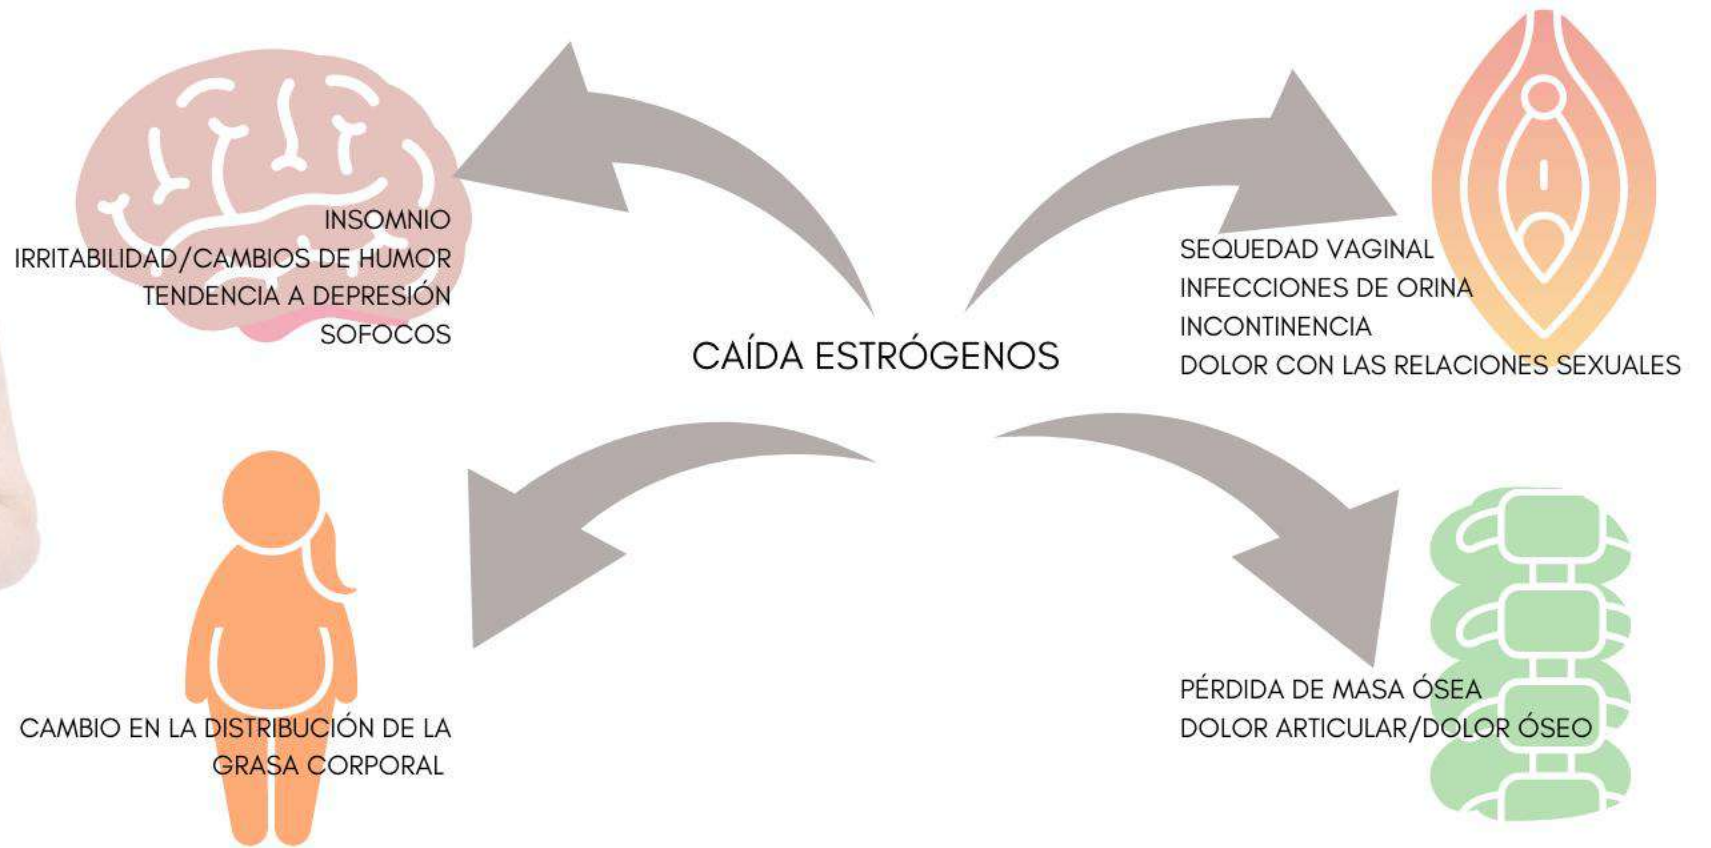 INSOMNIO
IRRITABILIDAD/CAMBIOS DE HUMOR
TENDENCIA A DEPRESIÓN
SOFOCOS
SEQUEDAD VAGINAL
INFECCIONES DE ORINA
INCONTINENCIA
DOLOR CON LAS RELACIONES SEXUALES
CAÍDA ESTRÓGENOS
CAMBIO EN LA DISTRIBUCIÓN DE LA
GRASA CORPORAL
PÉRDIDA DE MASA ÓSEA
DOLOR ARTICULAR/DOLOR ÓSEO